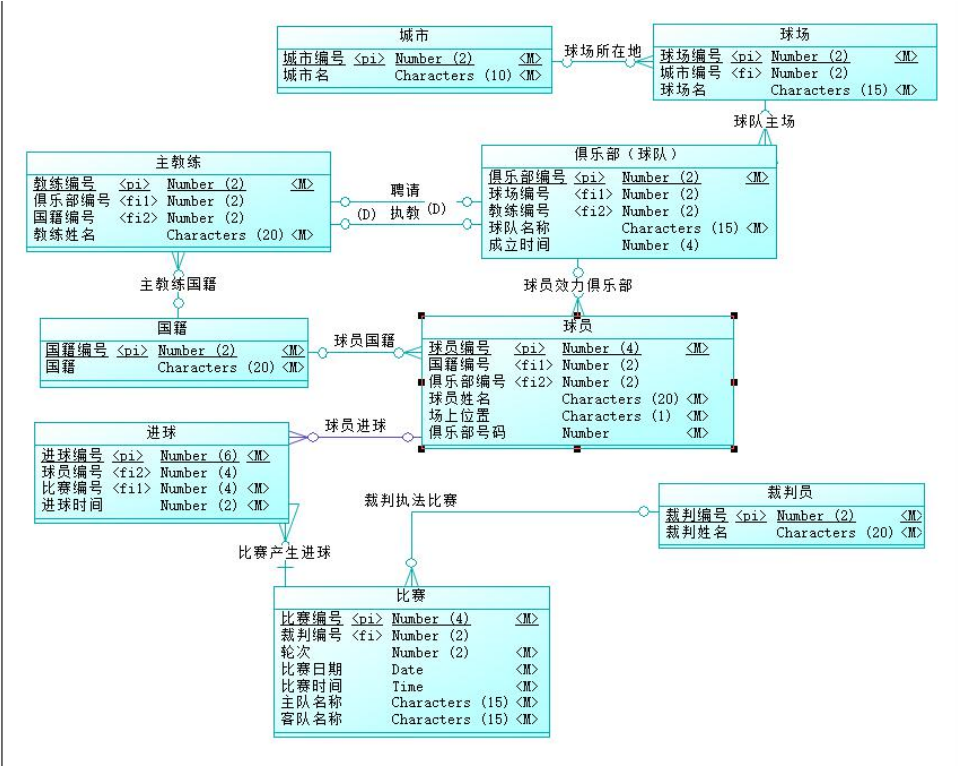 城市
城市编号 <pi> Number (2) <M>
城市名 Characters (10) <M>
球场所在地
球场
球场编号 <pi> Number (2) <M>
城市编号 <fi> Number (2)
球场名 Characters (15) <M>
球队主场
主教练
教练编号 <pi> Number (2) <M>
俱乐部编号 <fi1> Number (2)
国籍编号 <fi2> Number (2)
教练姓名 Characters (20) <M>
聘请
(D) 执教 (D)
俱乐部（球队）
俱乐部编号 <pi> Number (2) <M>
球场编号 <fi1> Number (2)
教练编号 <fi2> Number (2)
球队名称 Characters (15) <M>
成立时间 Number (4)
主教练国籍
球员效力俱乐部
国籍
国籍编号 <pi> Number (2) <M>
国籍 Characters (20) <M>
球员国籍
球员
球员编号 <pi> Number (4) <M>
国籍编号 <fi1> Number (2)
俱乐部编号 <fi2> Number (2)
球员姓名 Characters (20) <M>
场上位置 Characters (1) <M>
俱乐部号码 Number <M>
球员进球
进球
进球编号 <pi> Number (6) <M>
球员编号 <fi2> Number (4)
比赛编号 <fi1> Number (4) <M>
进球时间 Number (2) <M>
裁判执法比赛
裁判员
裁判编号 <pi> Number (2) <M>
裁判姓名 Characters (20) <M>
比赛产生进球
比赛
比赛编号 <pi> Number (4) <M>
裁判编号 <fi> Number (2)
轮次 Number (2) <M>
比赛日期 Date <M>
比赛时间 Time <M>
主队名称 Characters (15) <M>
客队名称 Characters (15) <M>